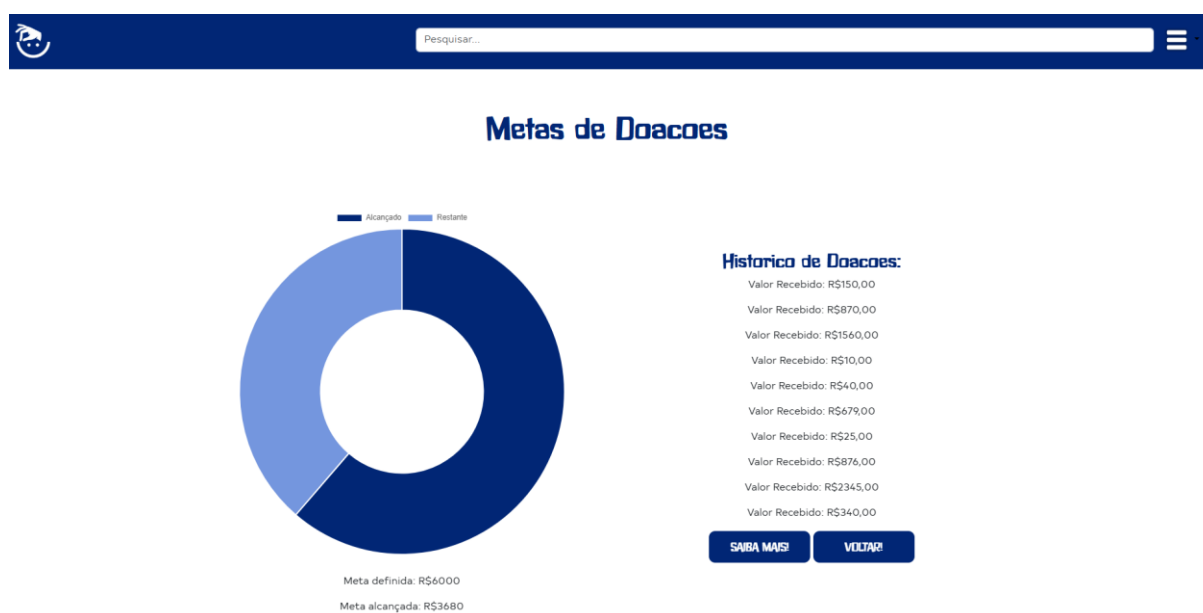 Pesquisar...
Metas de Doacoes
Alcançado Restante
Meta definida: R$6000
Meta alcançada: R$3680
Historico de Doacoes:
Valor Recebido: R$150,00
Valor Recebido: R$870,00
Valor Recebido: R$1560,00
Valor Recebido: R$10,00
Valor Recebido: R$40,00
Valor Recebido: R$679,00
Valor Recebido: R$25,00
Valor Recebido: R$876,00
Valor Recebido: R$2345,00
Valor Recebido: R$340,00
SAIBA MAIS! VOLTAR!